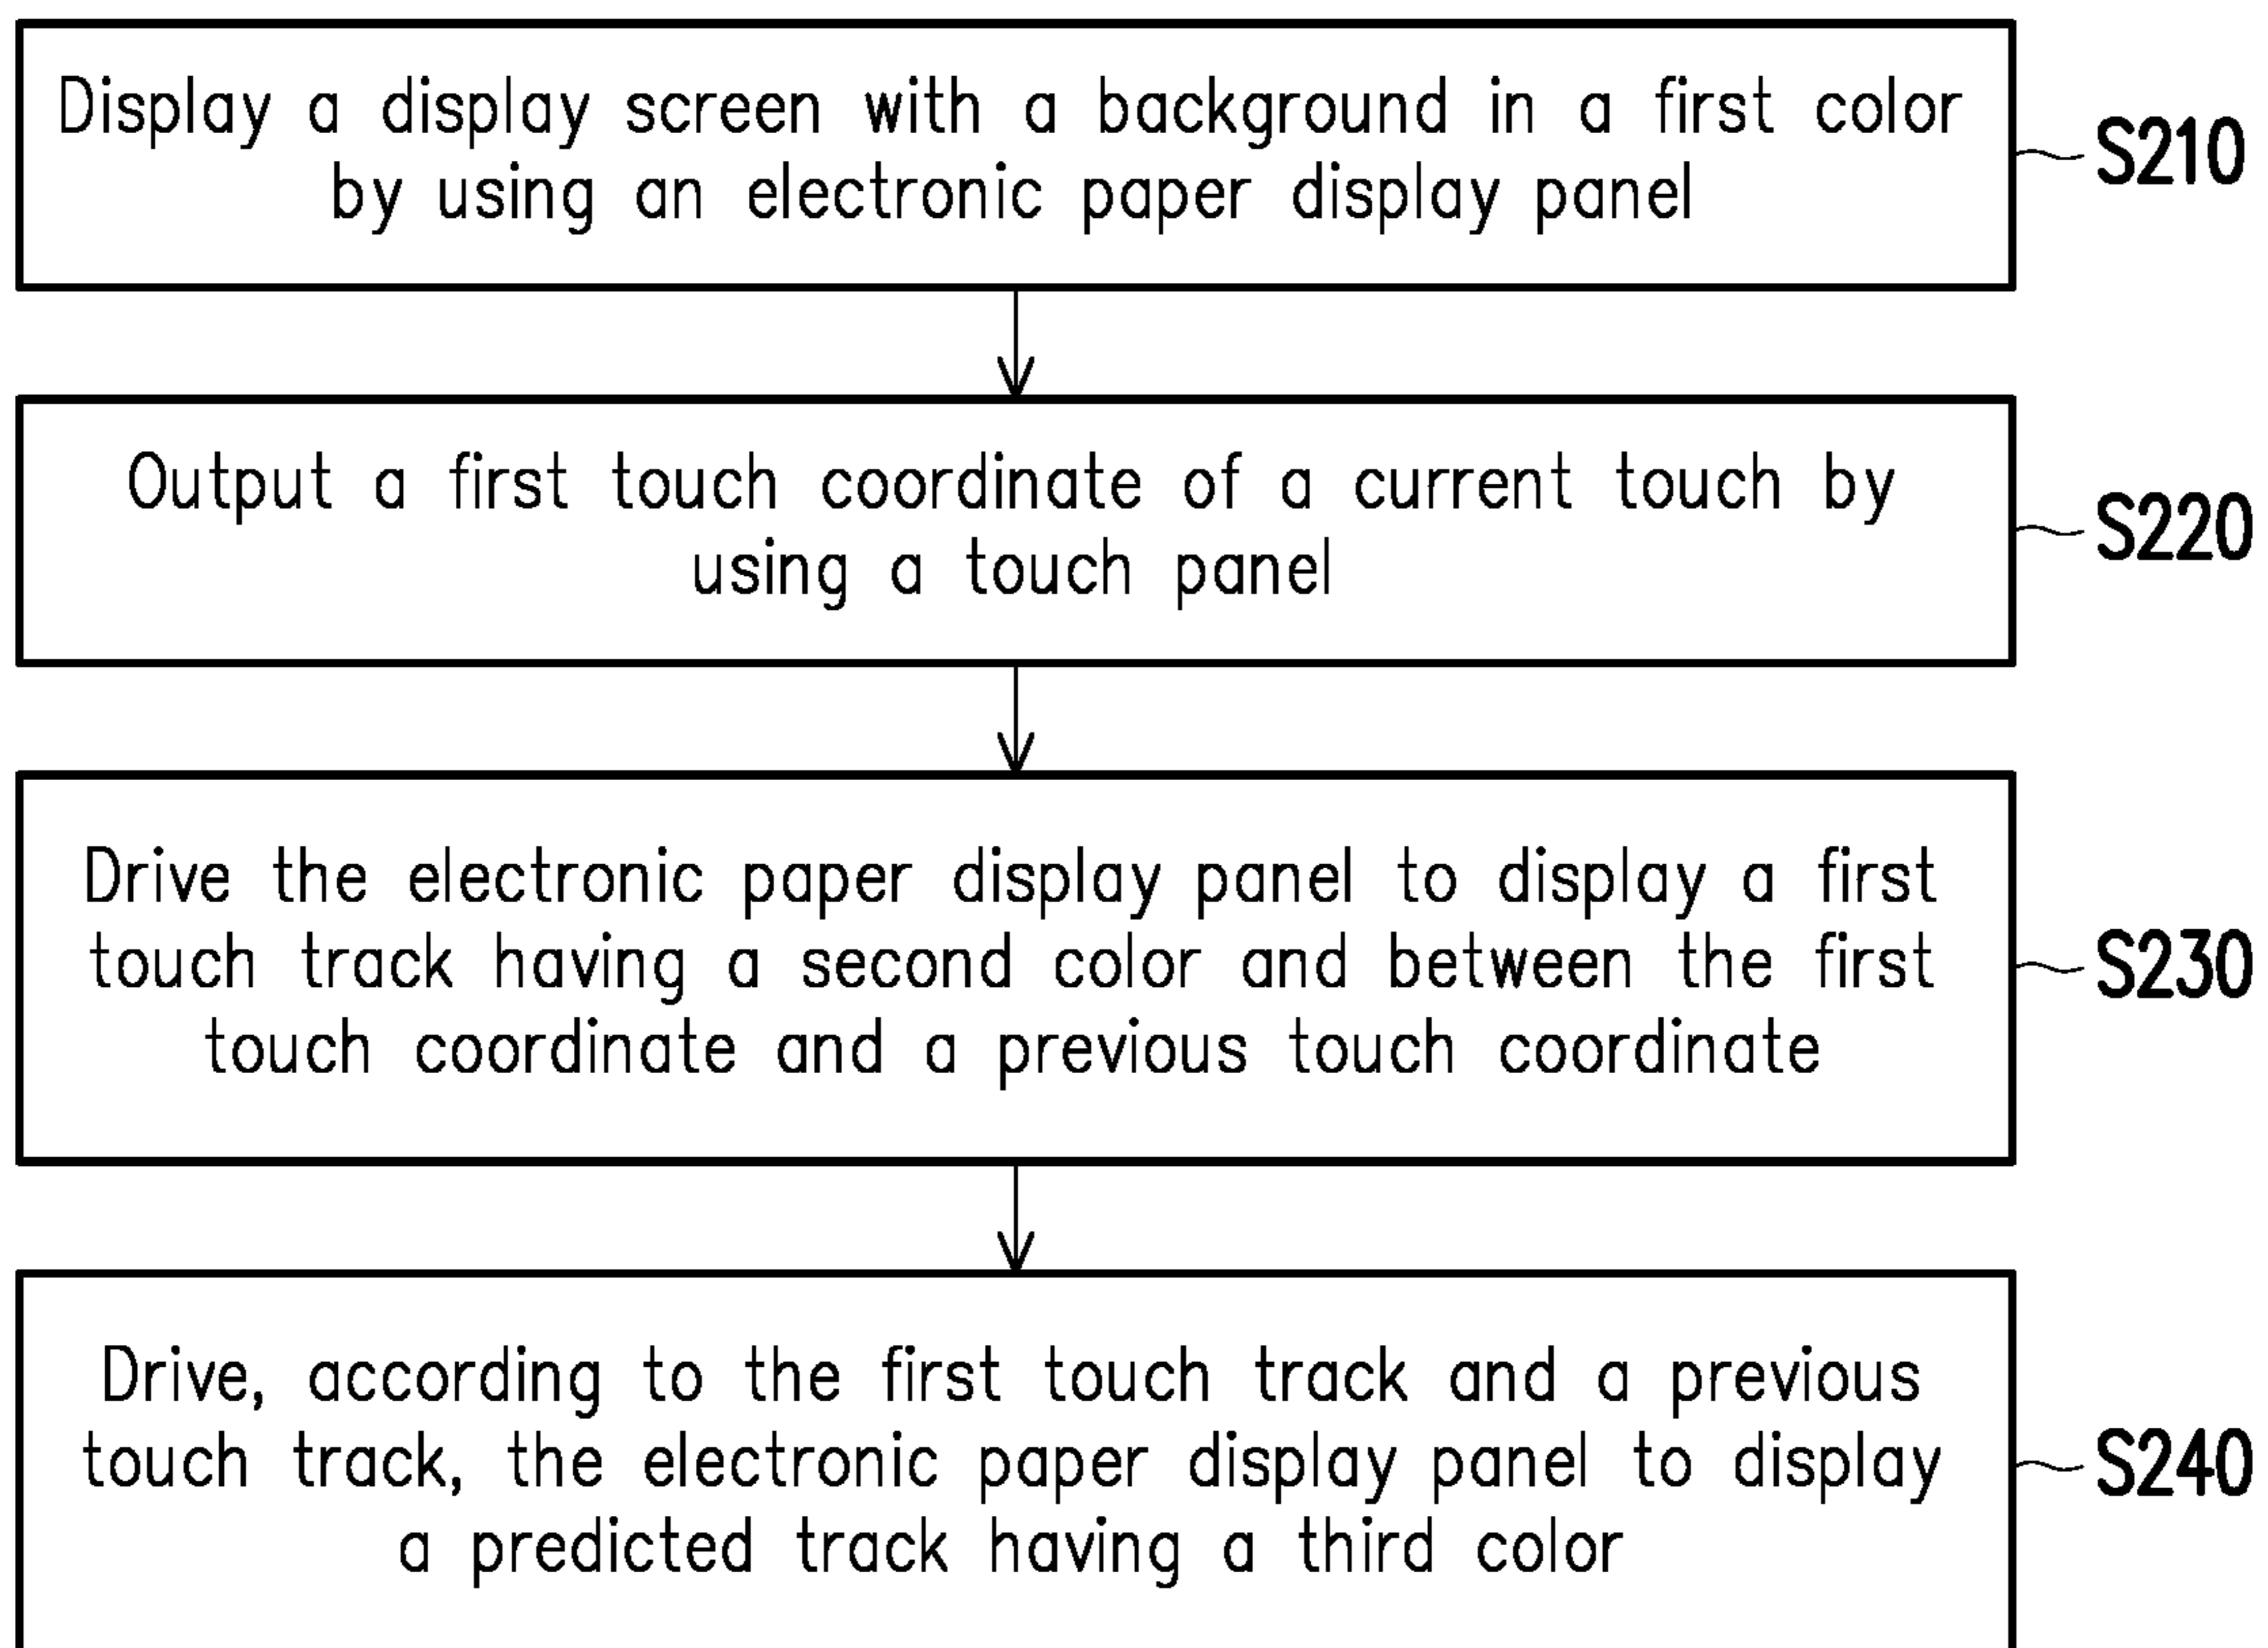 Display a display screen with a background in a first color
by using an electronic paper display panel
S210
Output a first touch coordinate of a current touch by
using a touch panel
S220
Drive the electronic paper display panel to display a first
touch track having a second color and between the first
touch coordinate and a previous touch coordinate
S230
Drive, according to the first touch track and a previous
touch track, the electronic paper display panel to display
a predicted track having a third color
S240